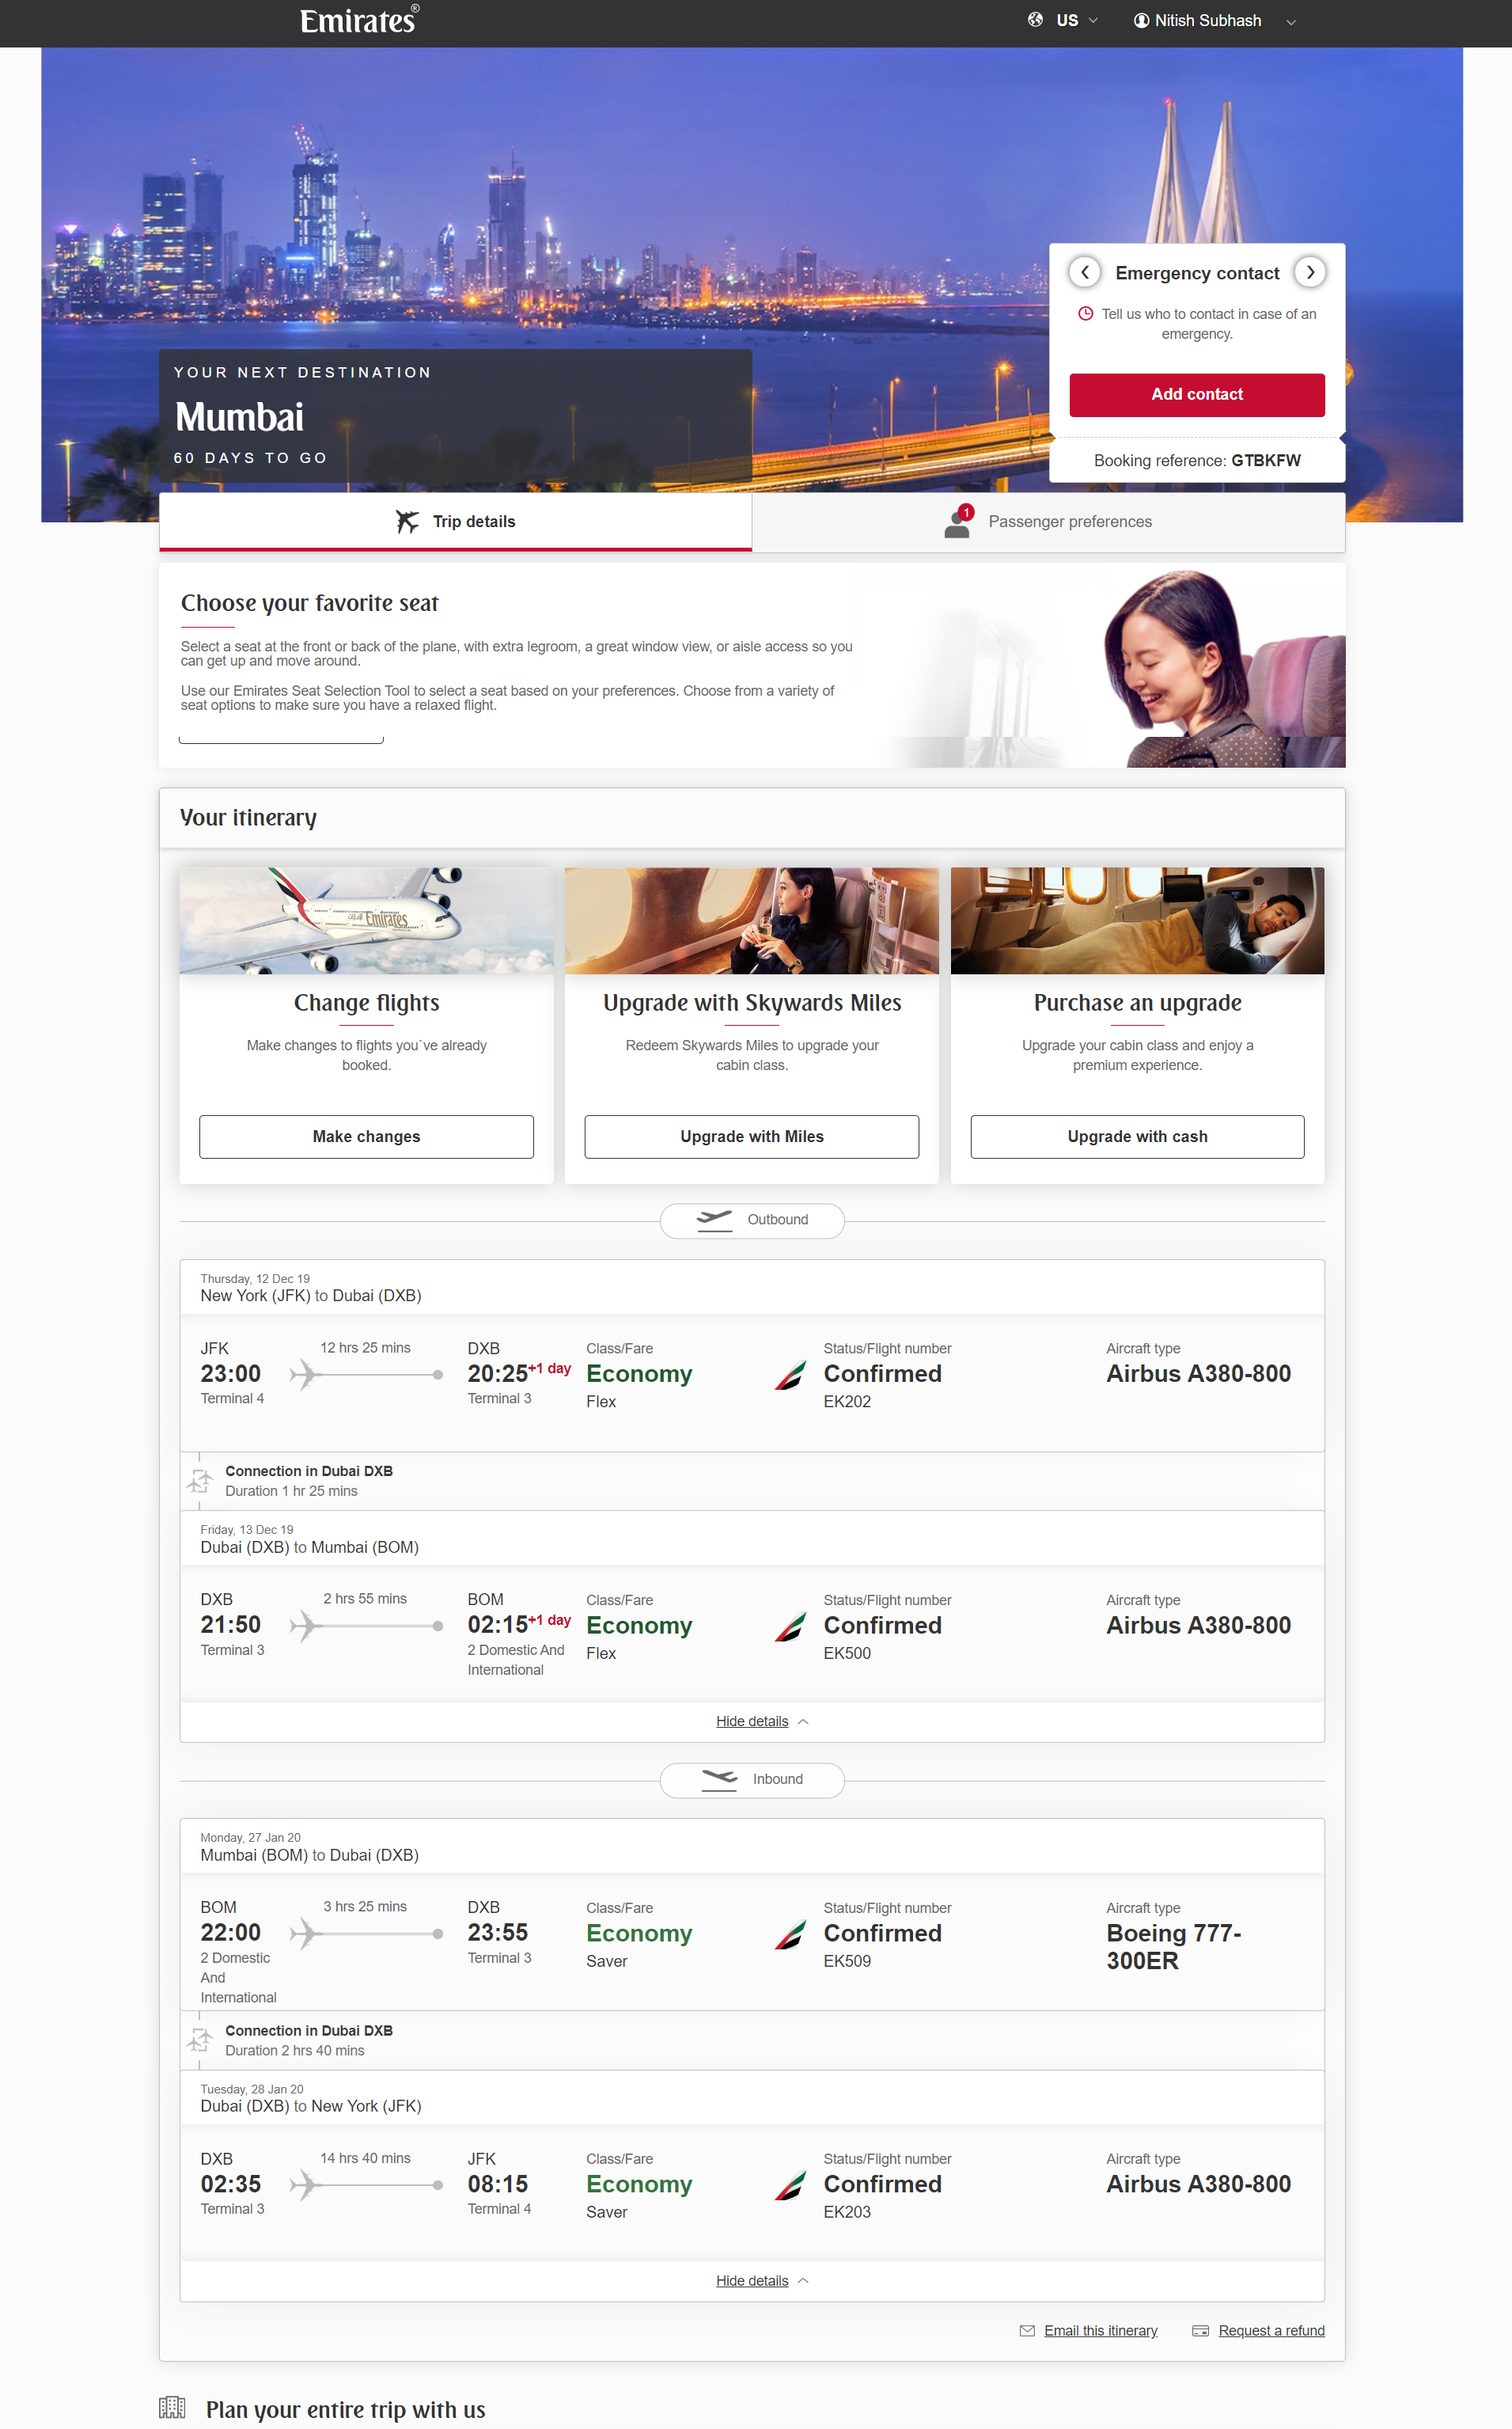 Emirates®
US
Nitish Subhash
Emergency contact
Tell us who to contact in case of an
emergency.
Add contact
Booking reference: GTBKFW
YOUR NEXT DESTINATION
Mumbai
60 DAYS TO GO
Trip details
1
Passenger preferences
Choose your favorite seat
Select a seat at the front or back of the plane, with extra legroom, a great window view, or aisle access so you
can get up and move around.
Use our Emirates Seat Selection Tool to select a seat based on your preferences. Choose from a variety of
seat options to make sure you have a relaxed flight.
Your itinerary
Emirates
Change flights
Make changes to flights you`ve already
booked.
Make changes
Upgrade with Skywards Miles
Redeem Skywards Miles to upgrade your
cabin class.
Upgrade with Miles
Purchase an upgrade
Upgrade your cabin class and enjoy a
premium experience.
Upgrade with cash
Outbound
Thursday, 12 Dec 19
New York (JFK) to Dubai (DXB)
JFK
23:00
Terminal 4
12 hrs 25 mins
DXB
20:25+1 day
Terminal 3
Class/Fare
Economy
Flex
Status/Flight number
Confirmed
EK202
Aircraft type
Airbus A380-800
Connection in Dubai DXB
Duration 1 hr 25 mins
Friday, 13 Dec 19
Dubai (DXB) to Mumbai (BOM)
DXB
21:50
Terminal 3
2 hrs 55 mins
BOM
02:15+1 day
2 Domestic And
International
Class/Fare
Economy
Flex
Status/Flight number
Confirmed
EK500
Aircraft type
Airbus A380-800
Hide details
Inbound
Monday, 27 Jan 20
Mumbai (BOM) to Dubai (DXB)
BOM
22:00
2 Domestic
And
International
3 hrs 25 mins
DXB
23:55
Terminal 3
Class/Fare
Economy
Saver
Status/Flight number
Confirmed
EK509
Aircraft type
Boeing 777-
300ER
Connection in Dubai DXB
Duration 2 hrs 40 mins
Tuesday, 28 Jan 20
Dubai (DXB) to New York (JFK)
DXB
02:35
Terminal 3
14 hrs 40 mins
JFK
08:15
Terminal 4
Class/Fare
Economy
Saver
Status/Flight number
Confirmed
EK203
Aircraft type
Airbus A380-800
Hide details
Email this itinerary
Request a refund
Plan your entire trip with us